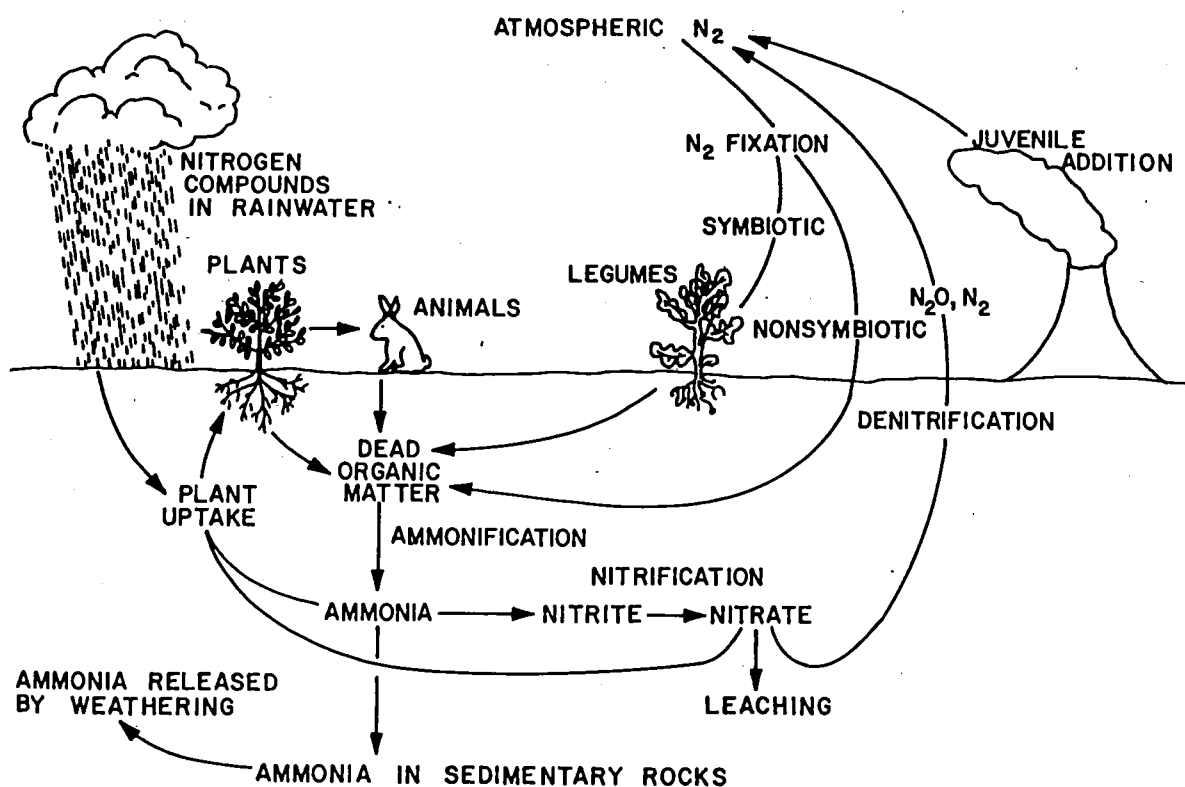 ATMOSPHERIC N₂
NITROGEN
COMPOUNDS
IN RAINWATER
N₂ FIXATION
JUVENILE
ADDITION
SYMBIOTIC
PLANTS
ANIMALS
LEGUMES
NONSYMBIOTIC
N₂O, N₂
DENITRIFICATION
DEAD
ORGANIC
MATTER
PLANT
UPTAKE
AMMONIFICATION
NITRIFICATION
AMMONIA
NITRITE
NITRATE
LEACHING
AMMONIA RELEASED
BY WEATHERING
AMMONIA IN SEDIMENTARY ROCKS